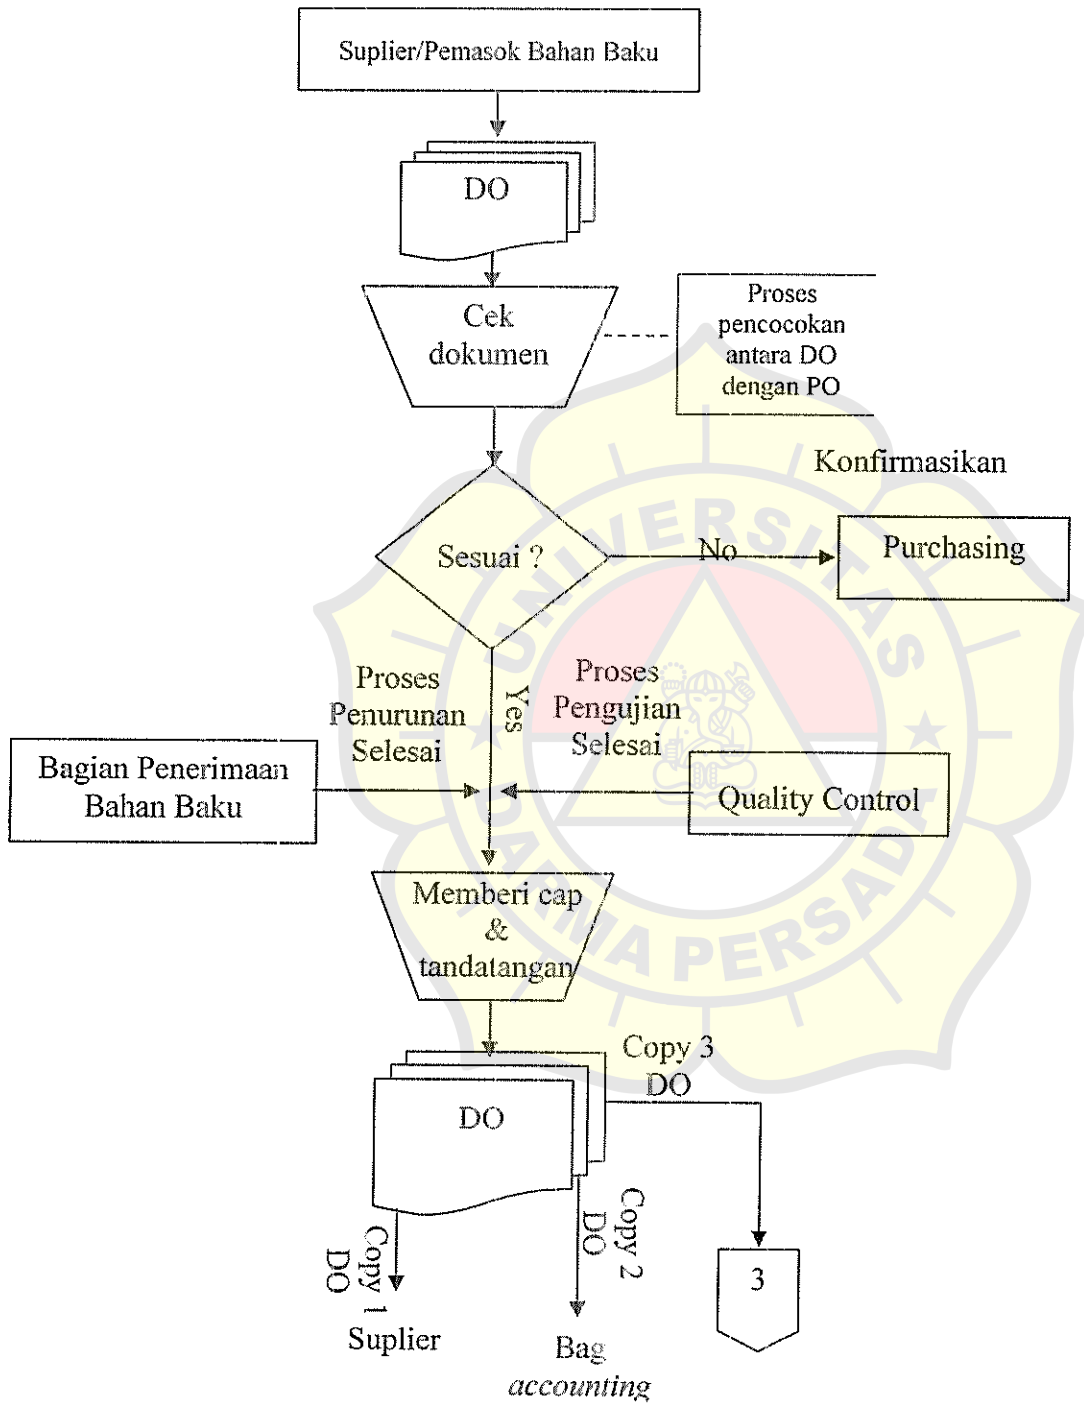 Suplier/Pemasok Bahan Baku
DO
Cek
dokumen
Proses
pencocokan
antara DO
dengan PO
Konfirmasikan
Sesuai ?
No
Purchasing
Proses
Penurunan
Selesai
Yes
Proses
Pengujian
Selesai
Bagian Penerimaan
Bahan Baku
Quality Control
Memberi cap
&
tandatangan
DO
Copy 3
DO
Copy 1
DO
Copy 2
DO
3
Suplier
Bag
accounting
UNIVERSITAS
DARMA PERSADA